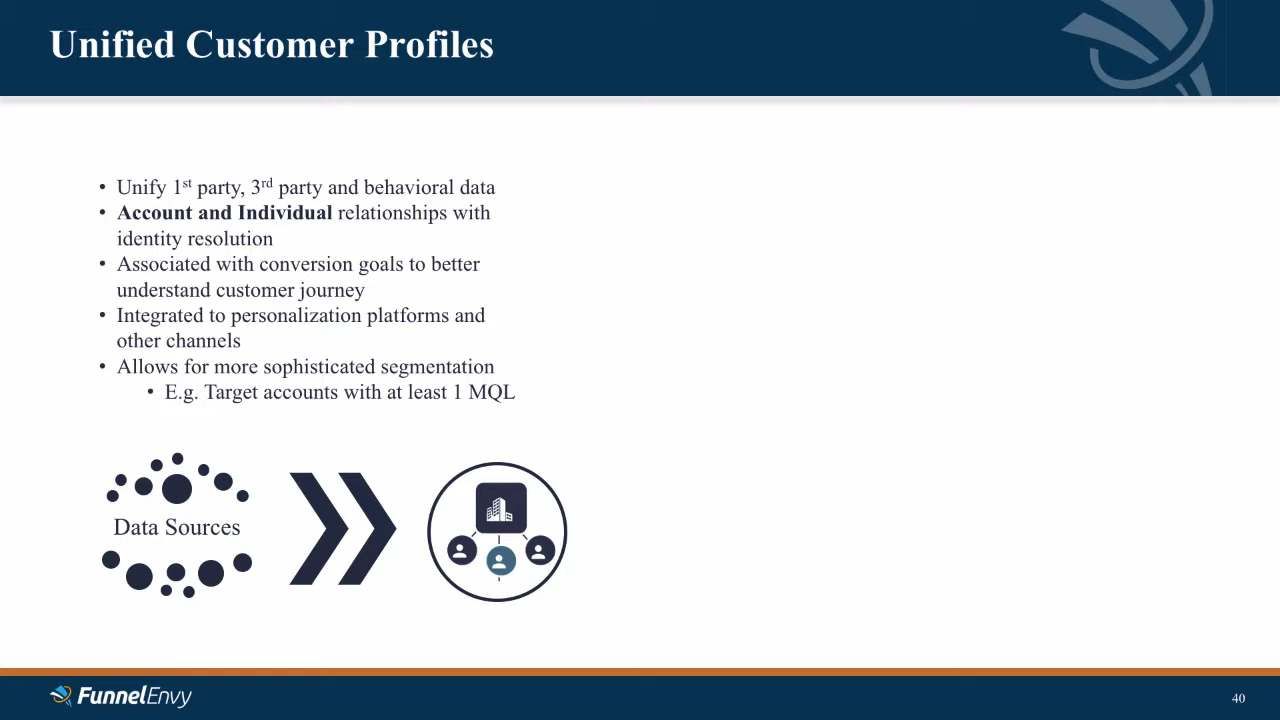 Unified Customer Profiles
• Unify 1st party, 3rd party and behavioral data
• Account and Individual relationships with
identity resolution
• Associated with conversion goals to better
understand customer journey
• Integrated to personalization platforms and
other channels
• Allows for more sophisticated segmentation
• E.g. Target accounts with at least 1 MQL
Data Sources
FunnelEnvy
40